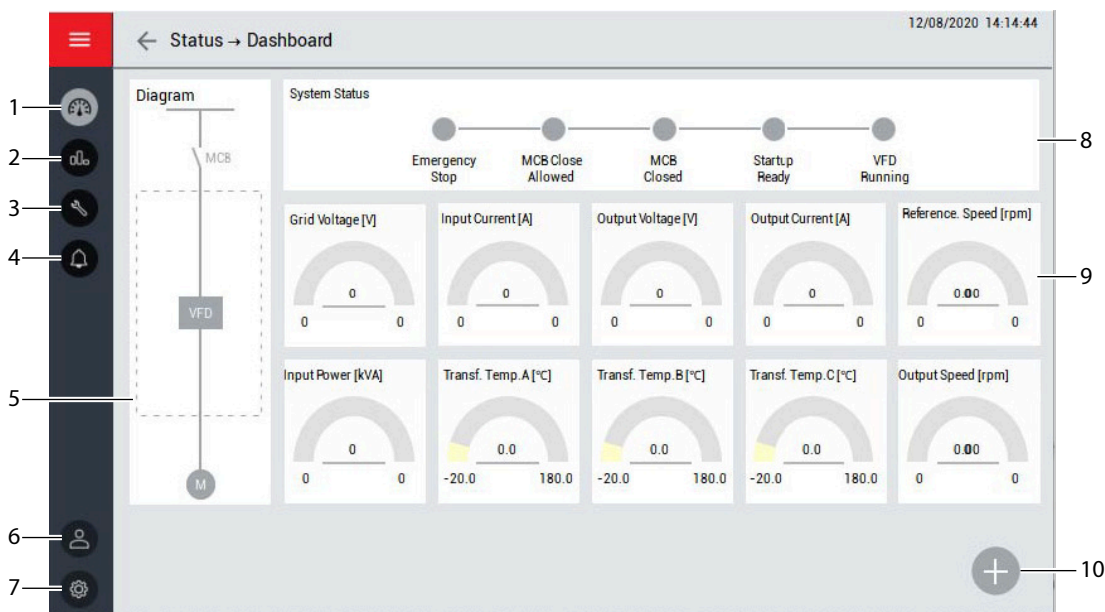 12/08/2020 14:14:44
← Status → Dashboard
1
2
3
4
5
6
7
Diagram
MCB
VFD
M
System Status
Emergency
Stop
MCB Close
Allowed
MCB
Closed
Startup
Ready
VFD
Running
8
Grid Voltage [V]
0
0 0
Input Current [A]
0
0 0
Output Voltage [V]
0
0 0
Output Current [A]
0
0 0
Reference. Speed [rpm]
0 0
9
Input Power [kVA]
0
0 0
Transf. Temp.A [°C]
0.0
-20.0 180.0
Transf. Temp.B [°C]
0.0
-20.0 180.0
Transf. Temp.C [°C]
0.0
-20.0 180.0
Output Speed [rpm]
0 0
10